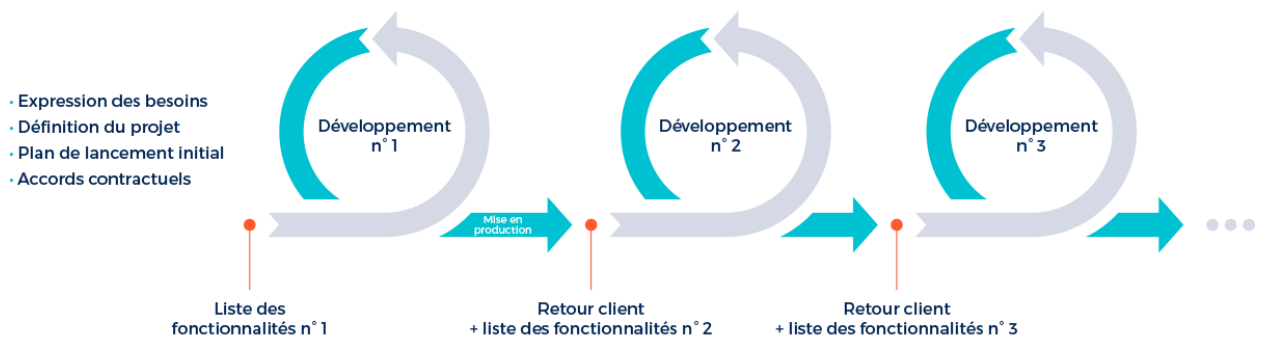 • Expression des besoins
• Définition du projet
• Plan de lancement initial
• Accords contractuels
Développement
n° 1
Développement
n° 2
Développement
n° 3
Mise en
production
Liste des
fonctionnalités n° 1
Retour client
+ liste des fonctionnalités n° 2
Retour client
+ liste des fonctionnalités n° 3